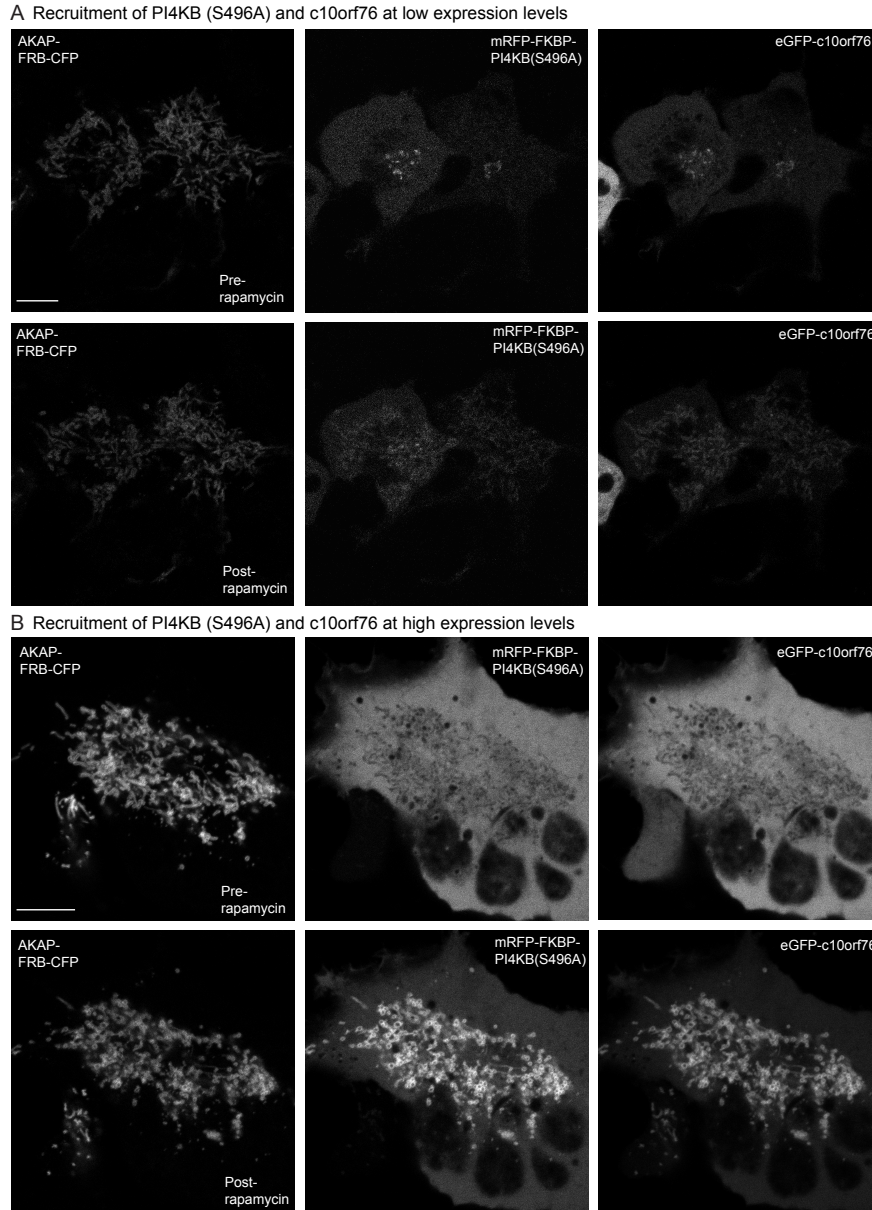 A Recruitment of PI4KB (S496A) and c10orf76 at low expression levels
AKAP-
FRB-CFP
mRFP-FKBP-
PI4KB(S496A)
eGFP-c10orf76
Pre-
rapamycin
AKAP-
FRB-CFP
mRFP-FKBP-
PI4KB(S496A)
eGFP-c10orf76
Post-
rapamycin
B Recruitment of PI4KB (S496A) and c10orf76 at high expression levels
AKAP-
FRB-CFP
mRFP-FKBP-
PI4KB(S496A)
eGFP-c10orf76
Pre-
rapamycin
AKAP-
FRB-CFP
mRFP-FKBP-
PI4KB(S496A)
eGFP-c10orf76
Post-
rapamycin